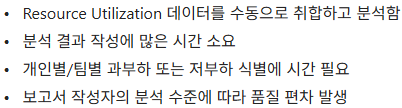 • Resource Utilization 데이터를 수동으로 취합하고 분석함
• 분석 결과 작성에 많은 시간 소요
• 개인별/팀별 과부하 또는 저부하 식별에 시간 필요
• 보고서 작성자의 분석 수준에 따라 품질 편차 발생